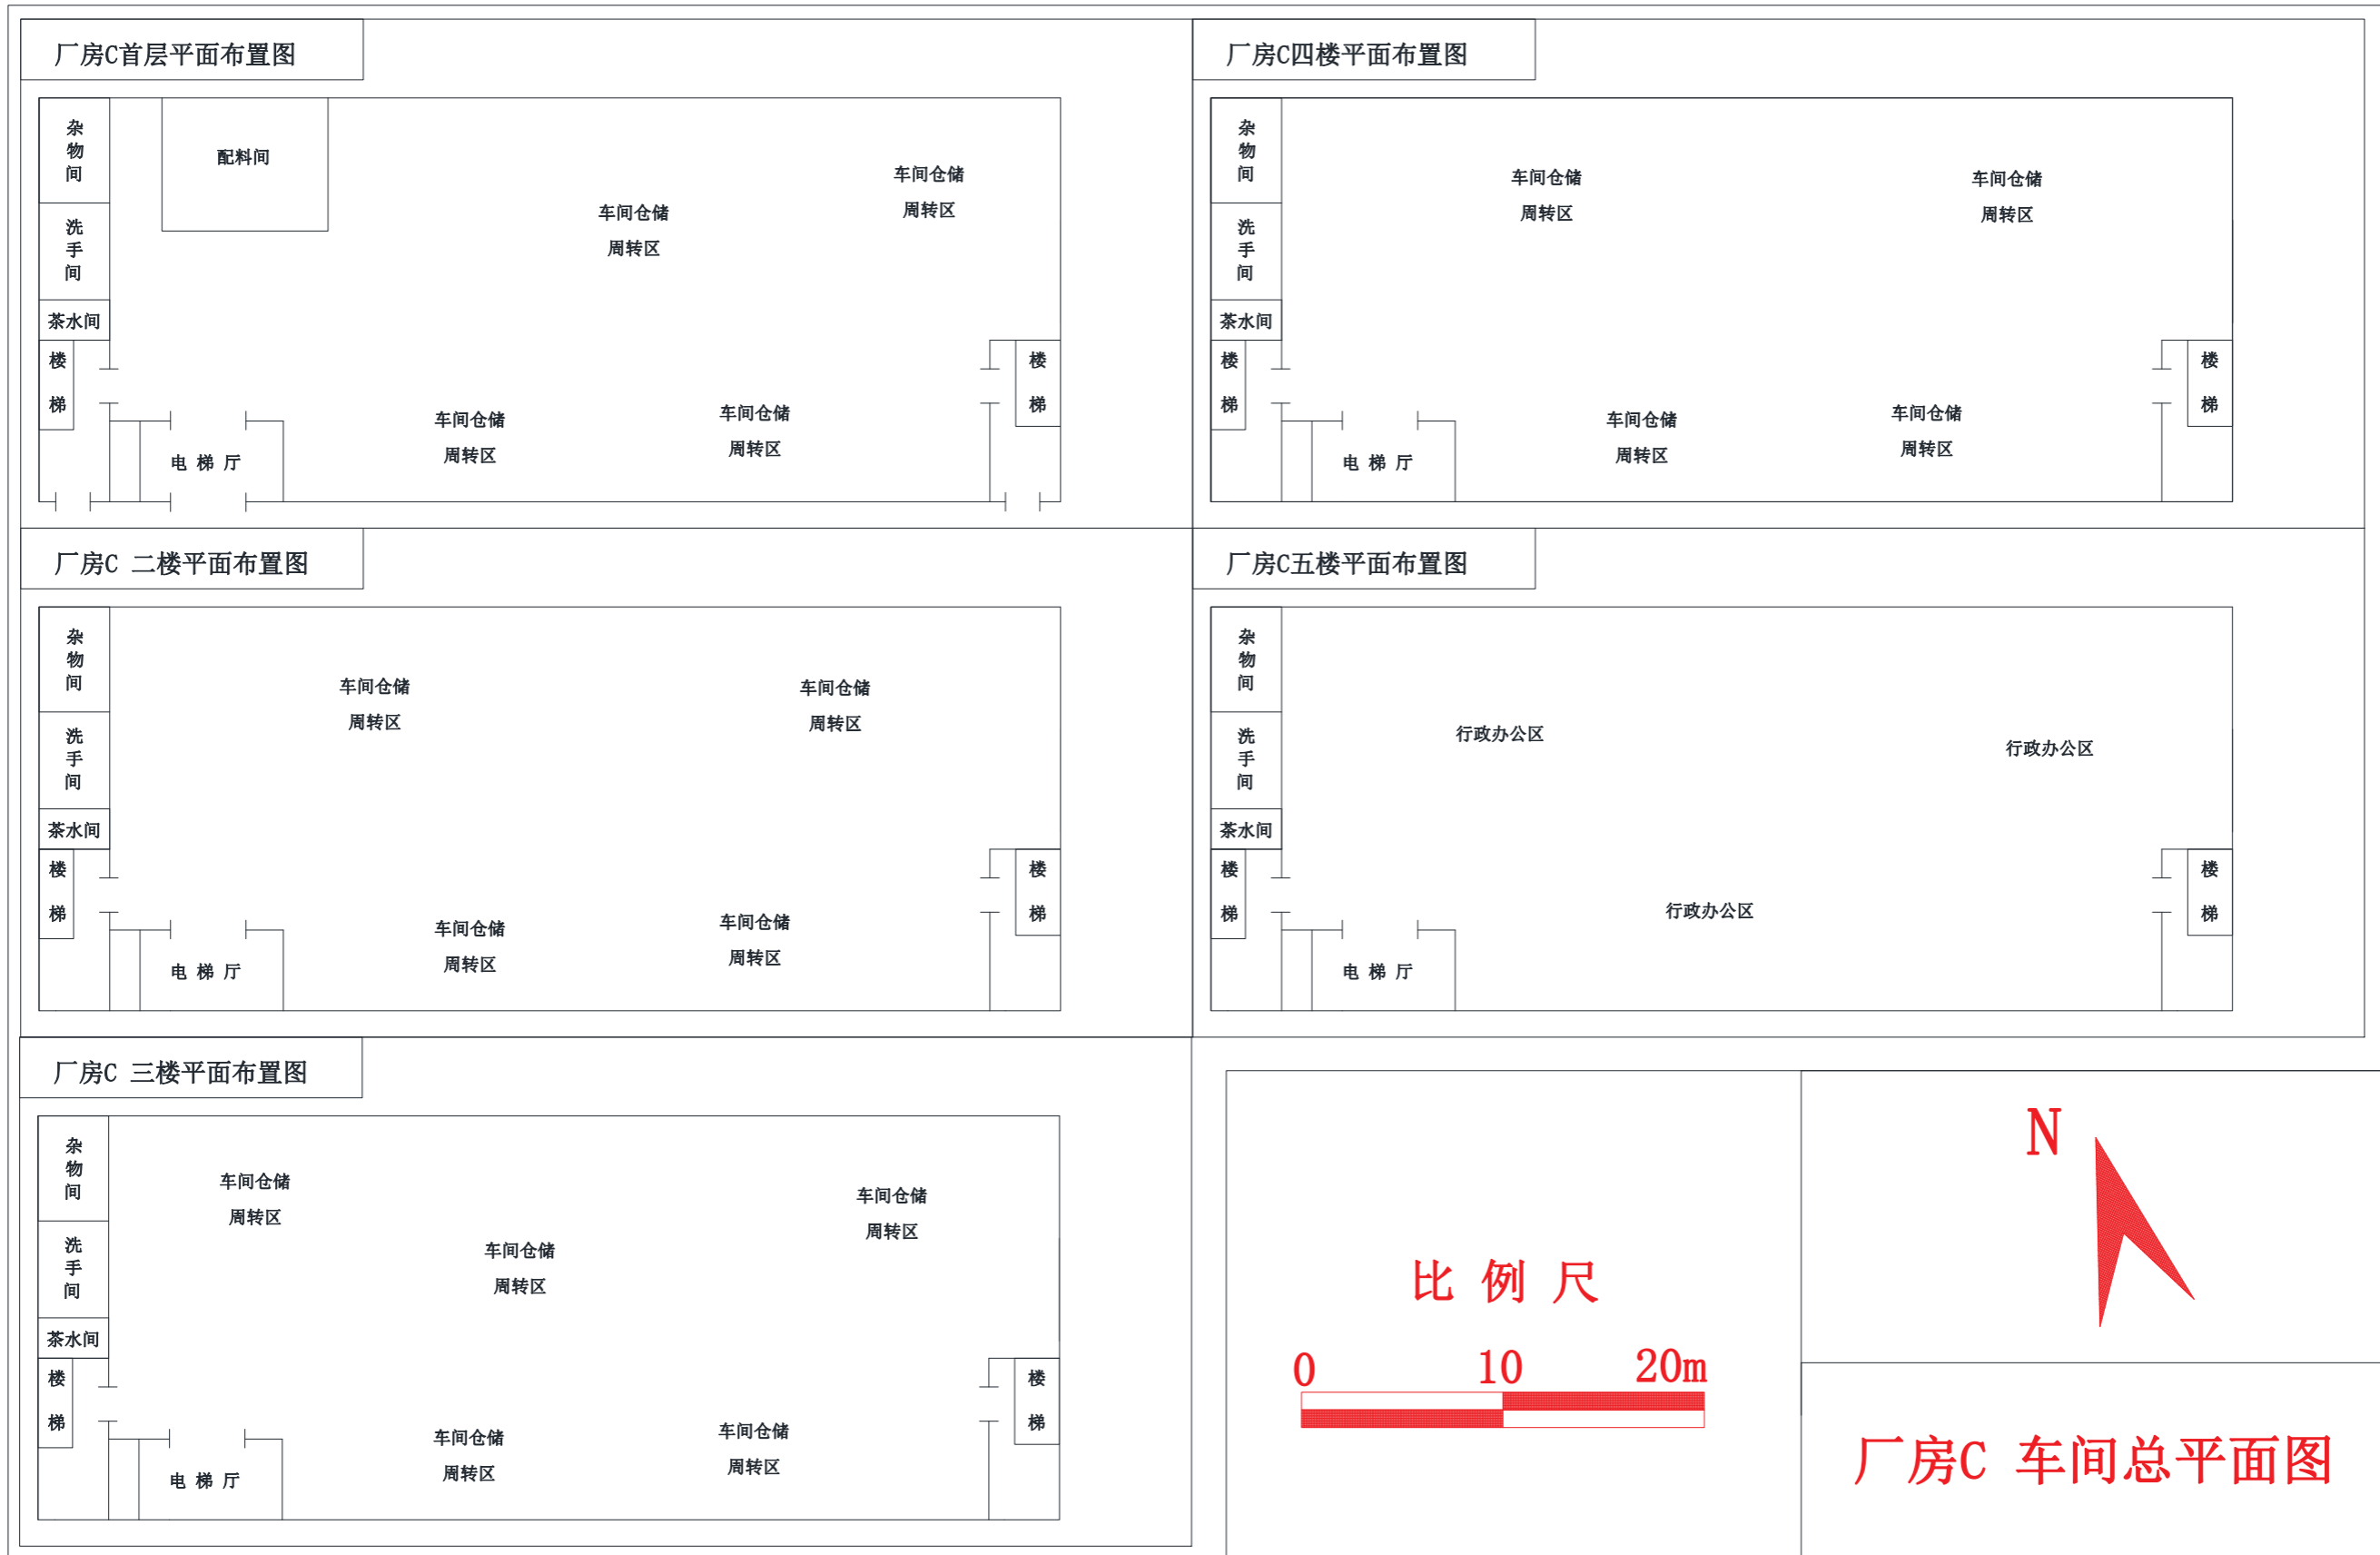 厂房C首层平面布置图
杂物间
配料间
车间仓储
周转区
车间仓储
周转区
洗手间
茶水间
楼梯
楼梯
车间仓储
周转区
车间仓储
周转区
电 梯 厅
厂房C四楼平面布置图
杂物间
车间仓储
周转区
车间仓储
周转区
洗手间
茶水间
楼梯
楼梯
车间仓储
周转区
车间仓储
周转区
电 梯 厅
厂房C 二楼平面布置图
杂物间
车间仓储
周转区
车间仓储
周转区
洗手间
茶水间
楼梯
楼梯
车间仓储
周转区
车间仓储
周转区
电 梯 厅
厂房C五楼平面布置图
杂物间
行政办公区
行政办公区
洗手间
茶水间
楼梯
楼梯
行政办公区
电 梯 厅
厂房C 三楼平面布置图
杂物间
车间仓储
周转区
车间仓储
周转区
车间仓储
周转区
洗手间
茶水间
楼梯
楼梯
车间仓储
周转区
车间仓储
周转区
电 梯 厅
比 例 尺
0 10 20m
N
厂房C 车间总平面图